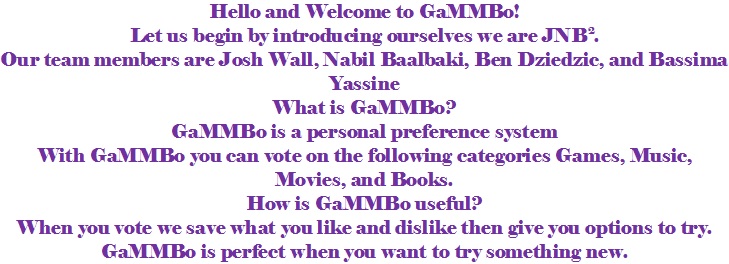 Hello and Welcome to GaMMBo!
Let us begin by introducing ourselves we are JNB².
Our team members are Josh Wall, Nabil Baalbaki, Ben Dziedzic, and Bassima
Yassine
What is GaMMBo?
GaMMBo is a personal preference system
With GaMMBo you can vote on the following categories Games, Music,
Movies, and Books.
How is GaMMBo useful?
When you vote we save what you like and dislike then give you options to try.
GaMMBo is perfect when you want to try something new.